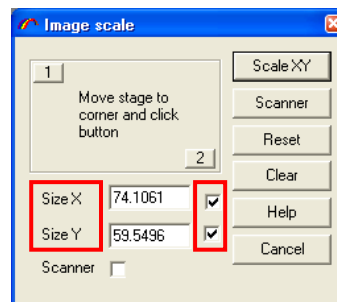 Image scale
1
Move stage to
corner and click
button
2
Size X 74.1061
Size Y 59.5496
Scanner
Scale XY
Scanner
Reset
Clear
Help
Cancel